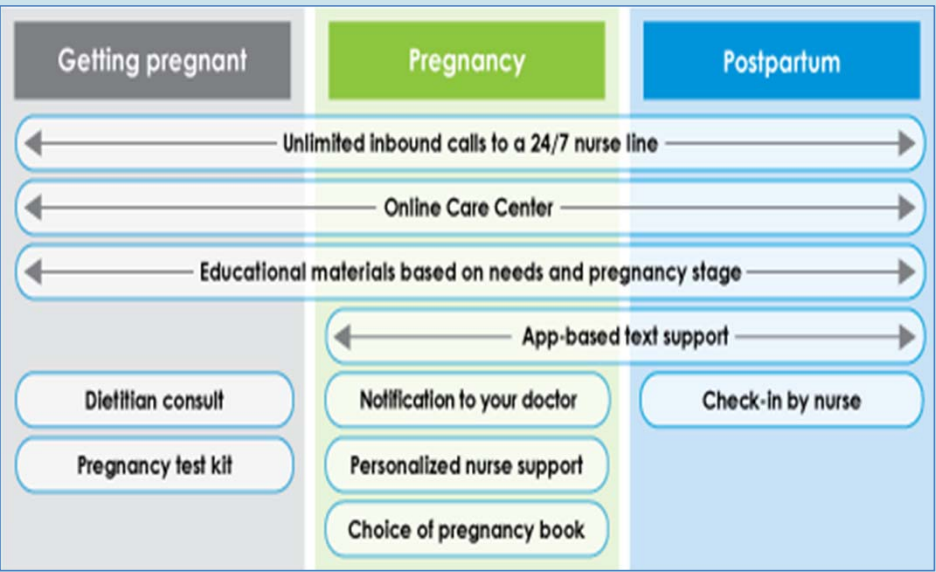 Getting pregnant
Pregnancy
Postpartum
Unlimited inbound calls to a 24/7 nurse line
Online Care Center
Educational materials based on needs and pregnancy stage
App-based text support
Dietitian consult
Notification to your doctor
Check-in by nurse
Pregnancy test kit
Personalized nurse support
Choice of pregnancy book